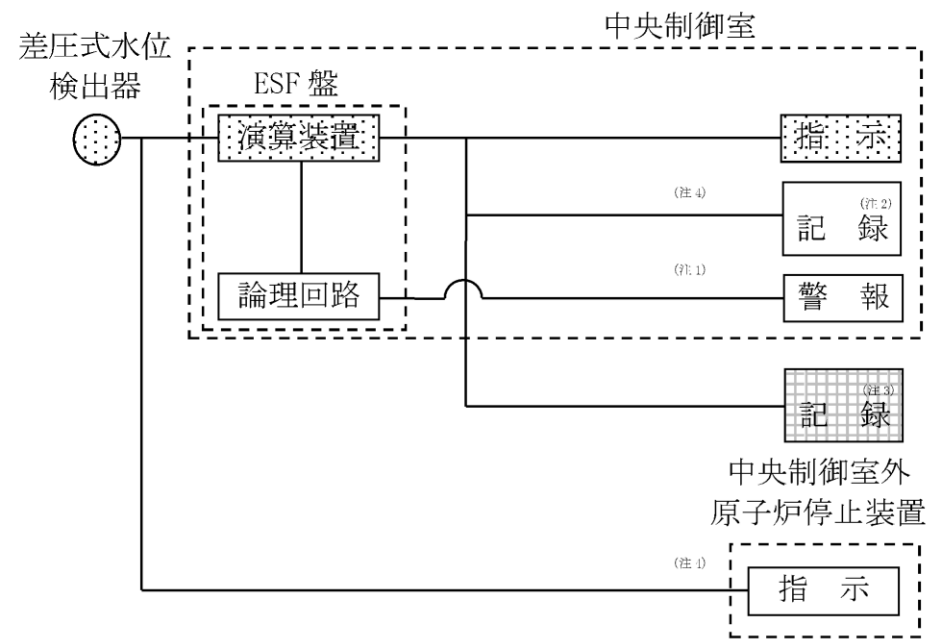 中央制御室
差圧式水位
検出器
ESF 盤
演算装置
指 示
(注 4)
(注 2)
記 録
(注 1)
論理回路
警 報
(注 3)
記 録
中央制御室外
原子炉停止装置
(注 4)
指 示